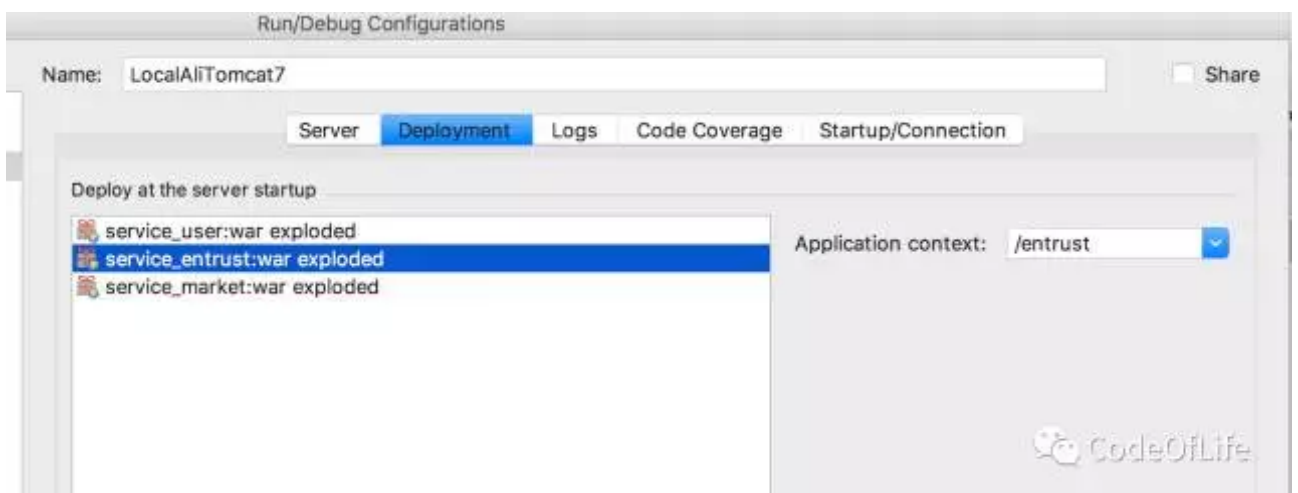 Run/Debug Configurations
Name: LocalAliTomcat7 Share
Server Deployment Logs Code Coverage Startup/Connection
Deploy at the server startup
service_user:war exploded
Application context: /entrust
service_entrust:war exploded
service_market:war exploded
CodeOfLife